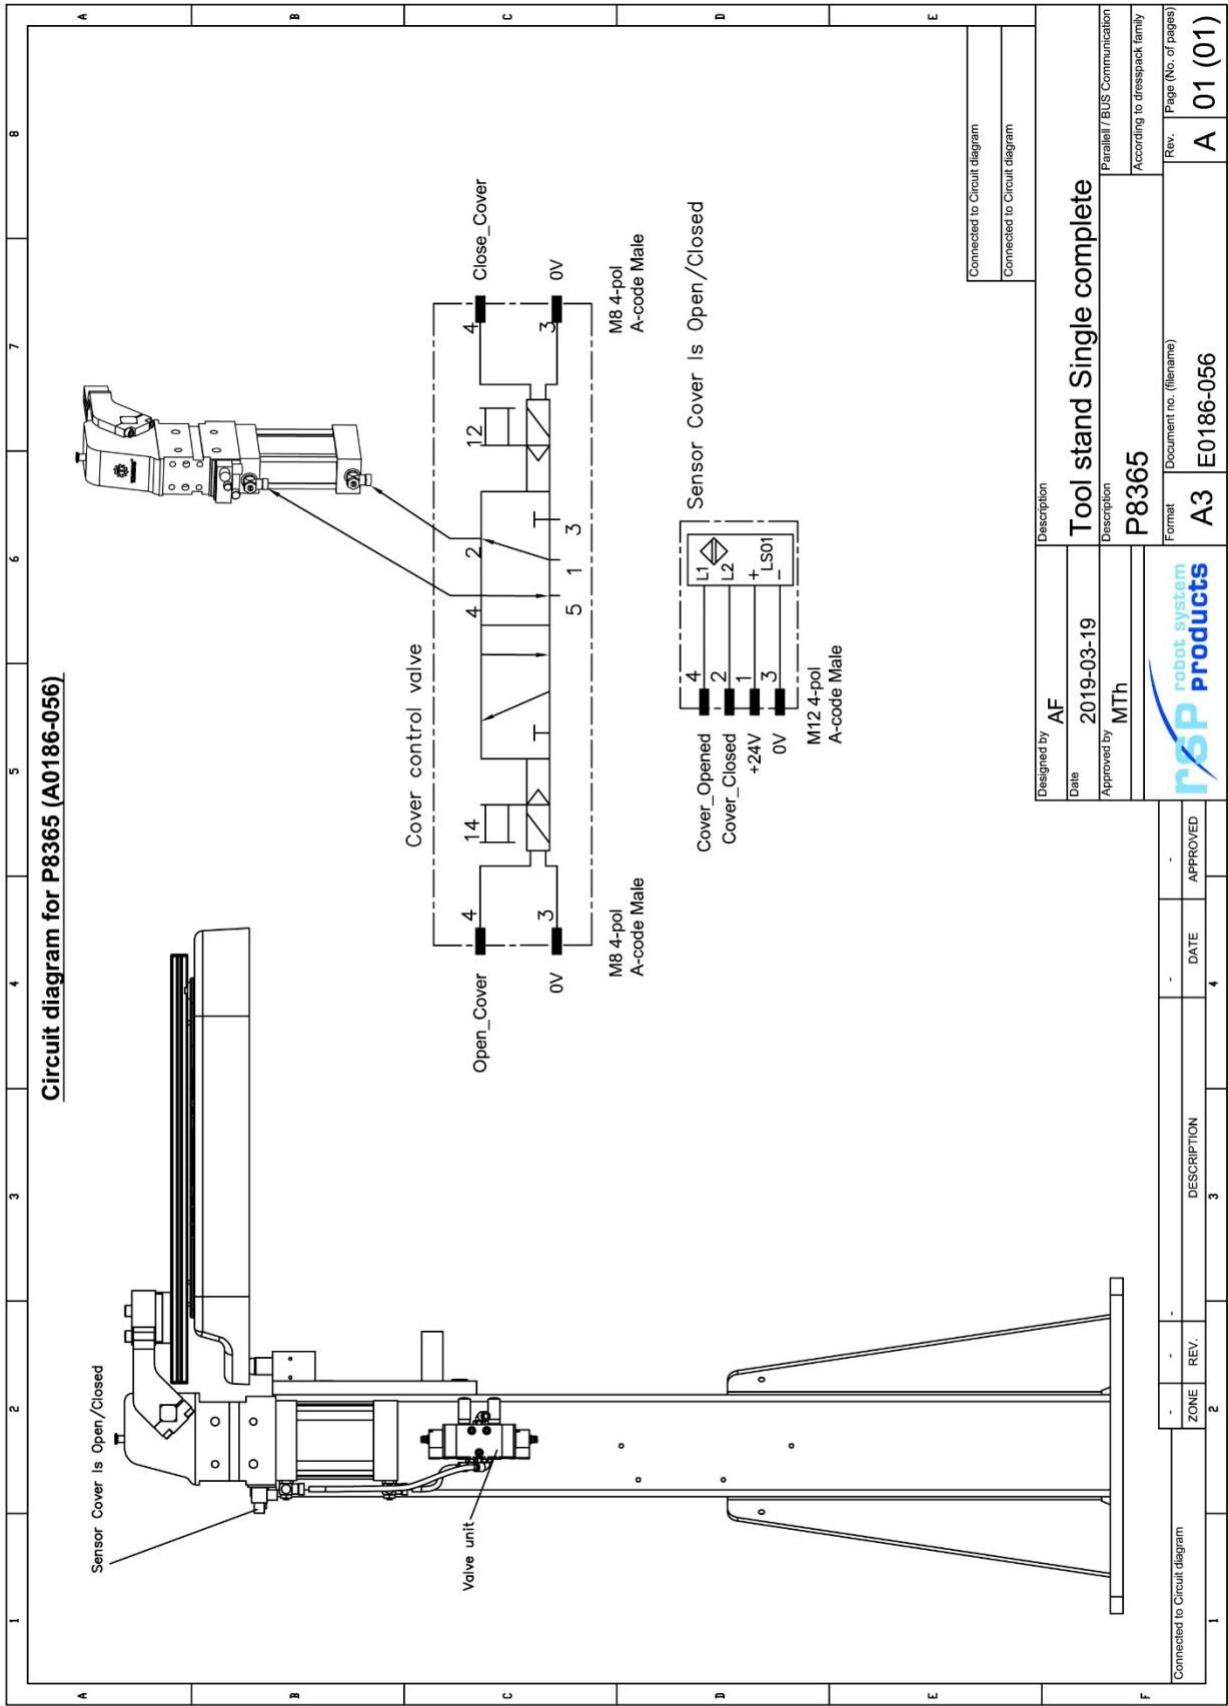 1 2 3 4 5 6 7 8
A
B
C
D
E
F
Circuit diagram for P8365 (A0186-056)
Sensor Cover Is Open/Closed
Valve unit
Cover control valve
Open_Cover
4
14
12
4
Close_Cover
0V
3
4
2
5
1
3
3
0V
M8 4-pol
A-code Male
M8 4-pol
A-code Male
Sensor Cover Is Open/Closed
Cover_Opened 4 L1
Cover_Closed 2 L2
+24V 1 +
0V 3 -
LS01
M12 4-pol
A-code Male
Connected to Circuit diagram
Connected to Circuit diagram
Designed by
AF
Description
Tool stand Single complete
Date
2019-03-19
Approved by
MTh
Description
P8365
Parallell / BUS Communication
According to dresspack family
rsp robot system
products
Format
A3
Document no. (filename)
E0186-056
Rev.
A
Page (No. of pages)
01 (01)
Connected to Circuit diagram
- - - - -
ZONE REV. DESCRIPTION DATE APPROVED
1 2 3 4
A
B
C
D
E